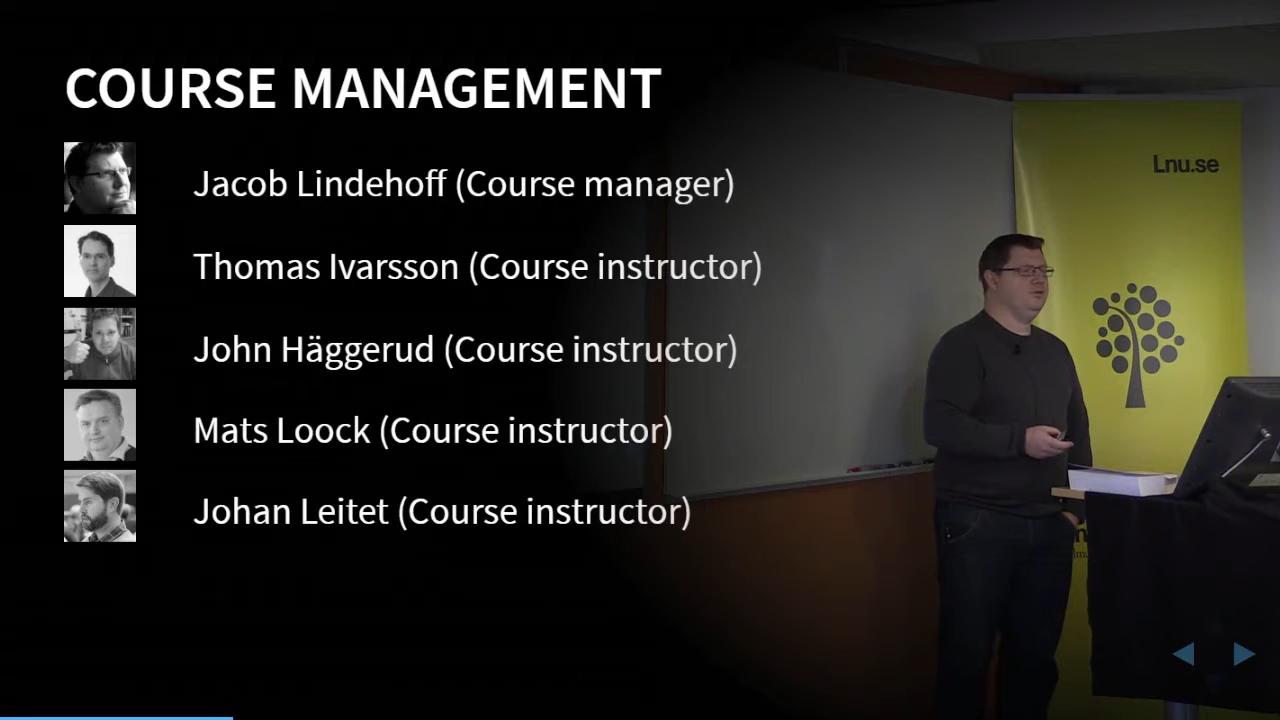 COURSE MANAGEMENT
Jacob Lindehoff (Course manager)
Thomas Ivarsson (Course instructor)
John Häggerud (Course instructor)
Mats Loock (Course instructor)
Johan Leitet (Course instructor)
Lnu.se